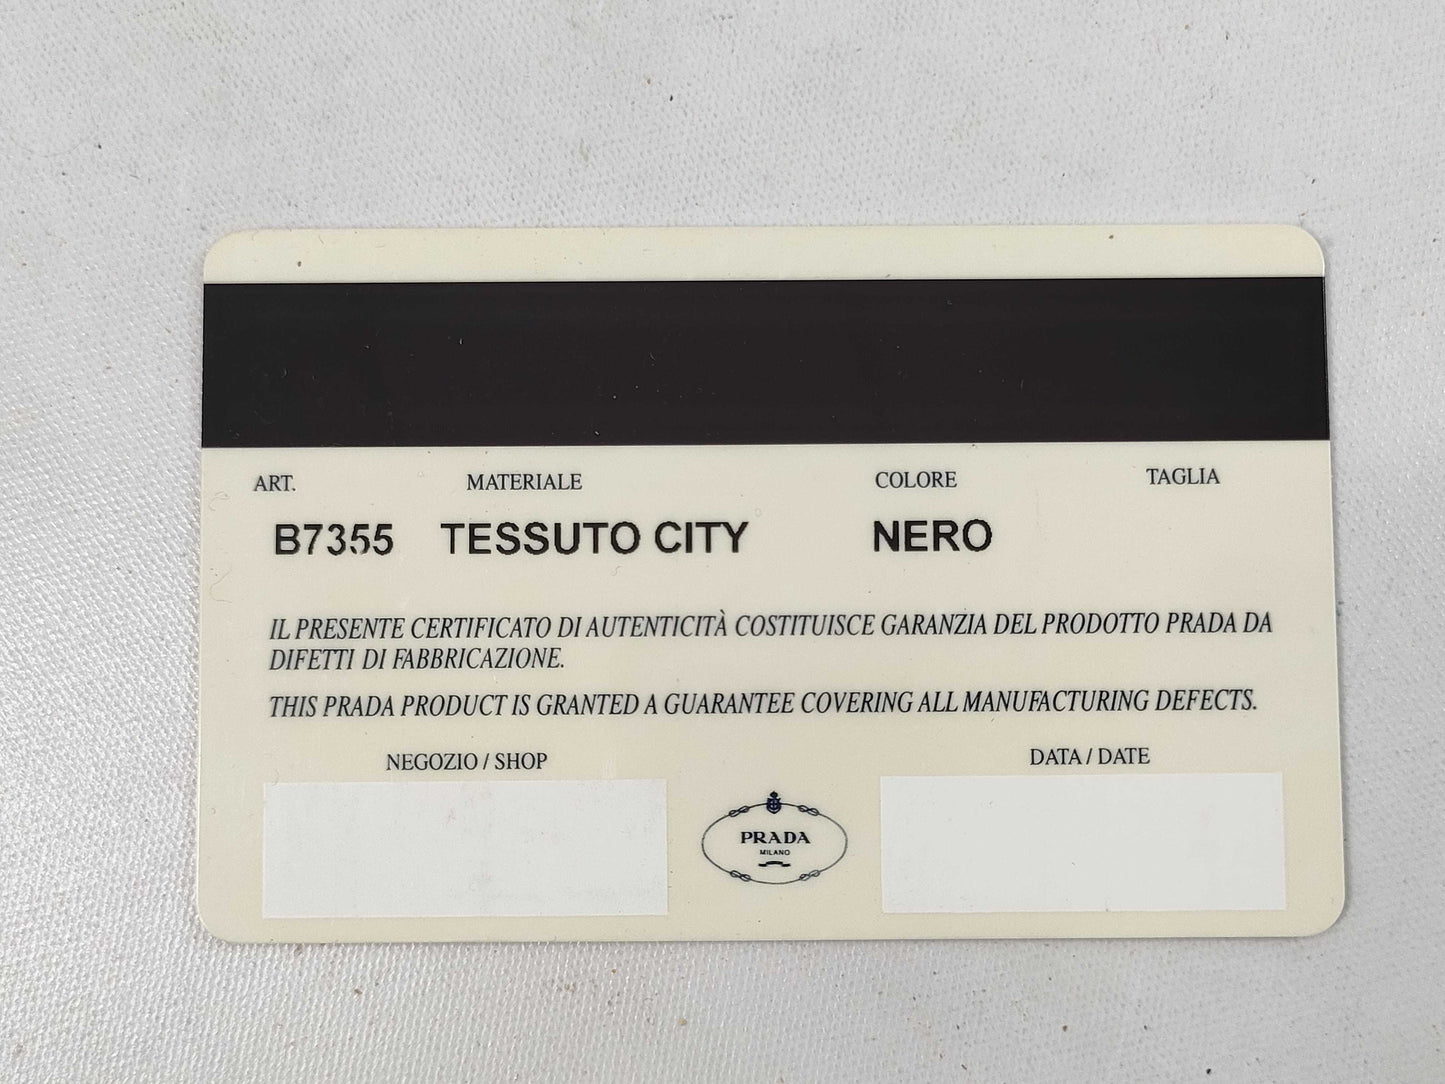 ART. MATERIALE COLORE TAGLIA
B7355 TESSUTO CITY NERO
IL PRESENTE CERTIFICATO DI AUTENTICITÀ COSTITUISCE GARANZIA DEL PRODOTTO PRADA DA
DIFETTI DI FABBRICAZIONE.
THIS PRADA PRODUCT IS GRANTED A GUARANTEE COVERING ALL MANUFACTURING DEFECTS.
NEGOZIO / SHOP DATA / DATE
PRADA
MILANO